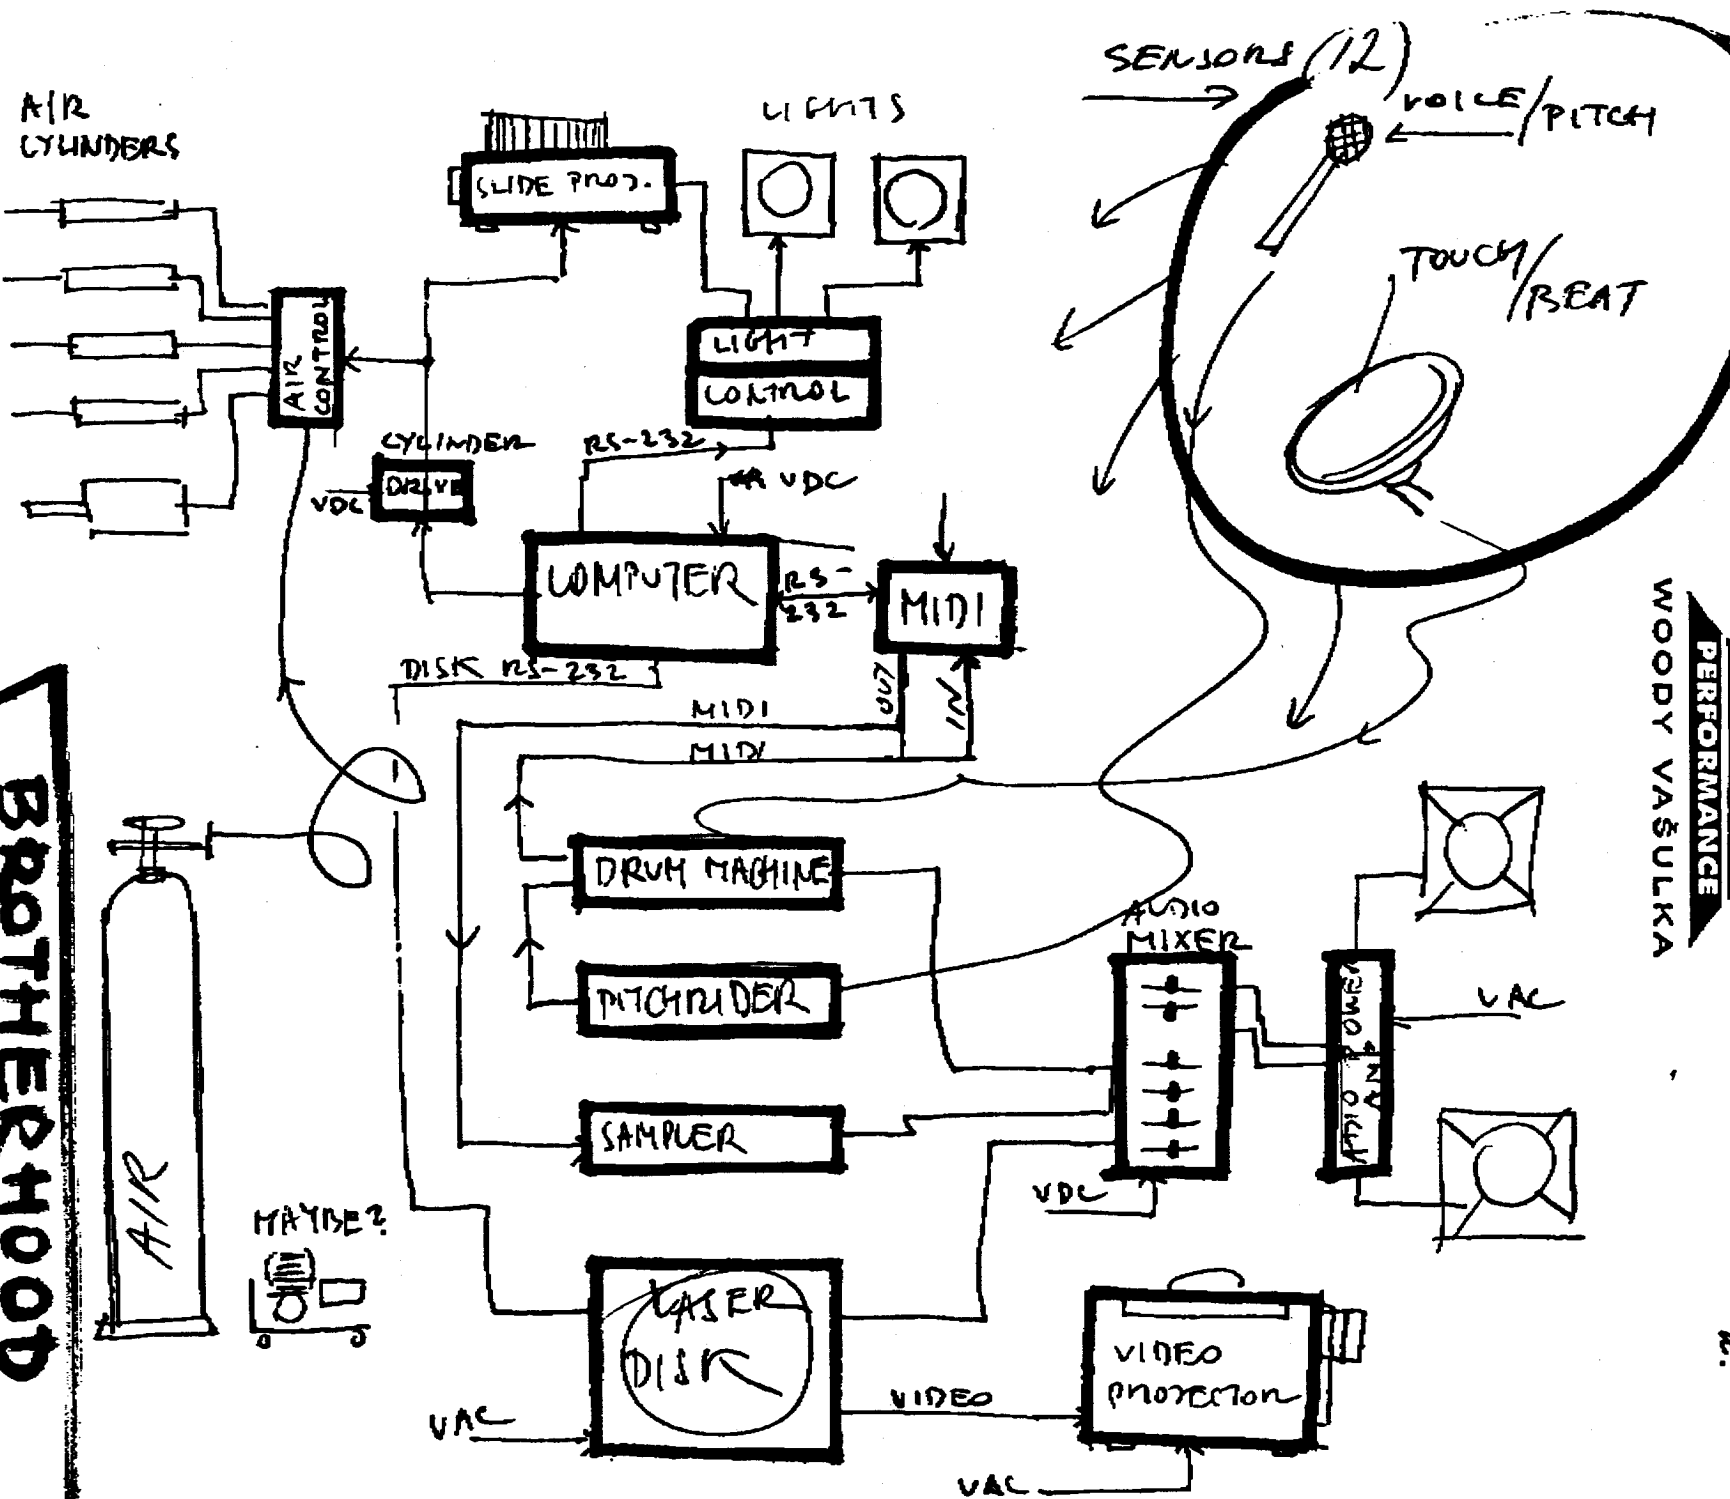 SENSORS (12)
VOICE/PITCH
TOUCH/BEAT
AIR
CYLINDERS
SLIDE PROJ.
LIGHTS
AIR
CONTROL
LIGHT
CONTROL
CYLINDER
DRIVE
VDC
RS-232
VDC
COMPUTER
RS-
232
MIDI
OUT
IN
DISK RS-232
MIDI
MIDI
DRUM MACHINE
PITCHRIDER
SAMPLER
AUDIO
MIXER
VDC
AUDIO POWER
AMP
VAC
AIR
MAYBE?
LASER
DISK
VAC
VIDEO
VIDEO
PROJECTOR
VAC
BROTHERHOOD
PERFORMANCE
WOODY VAŠULKA